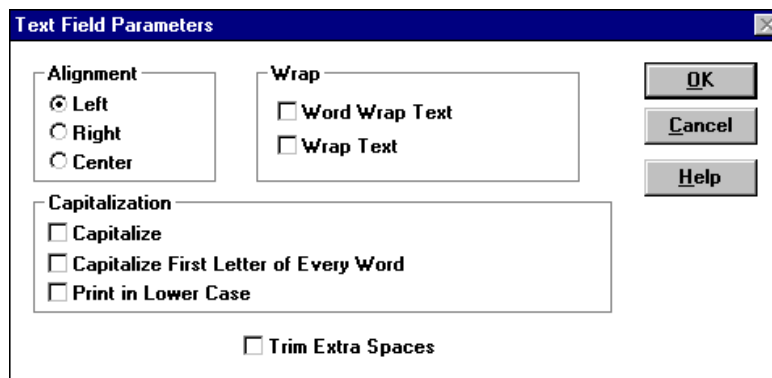 Text Field Parameters
Alignment
Left
Right
Center
Wrap
Word Wrap Text
Wrap Text
OK
Cancel
Help
Capitalization
Capitalize
Capitalize First Letter of Every Word
Print in Lower Case
Trim Extra Spaces